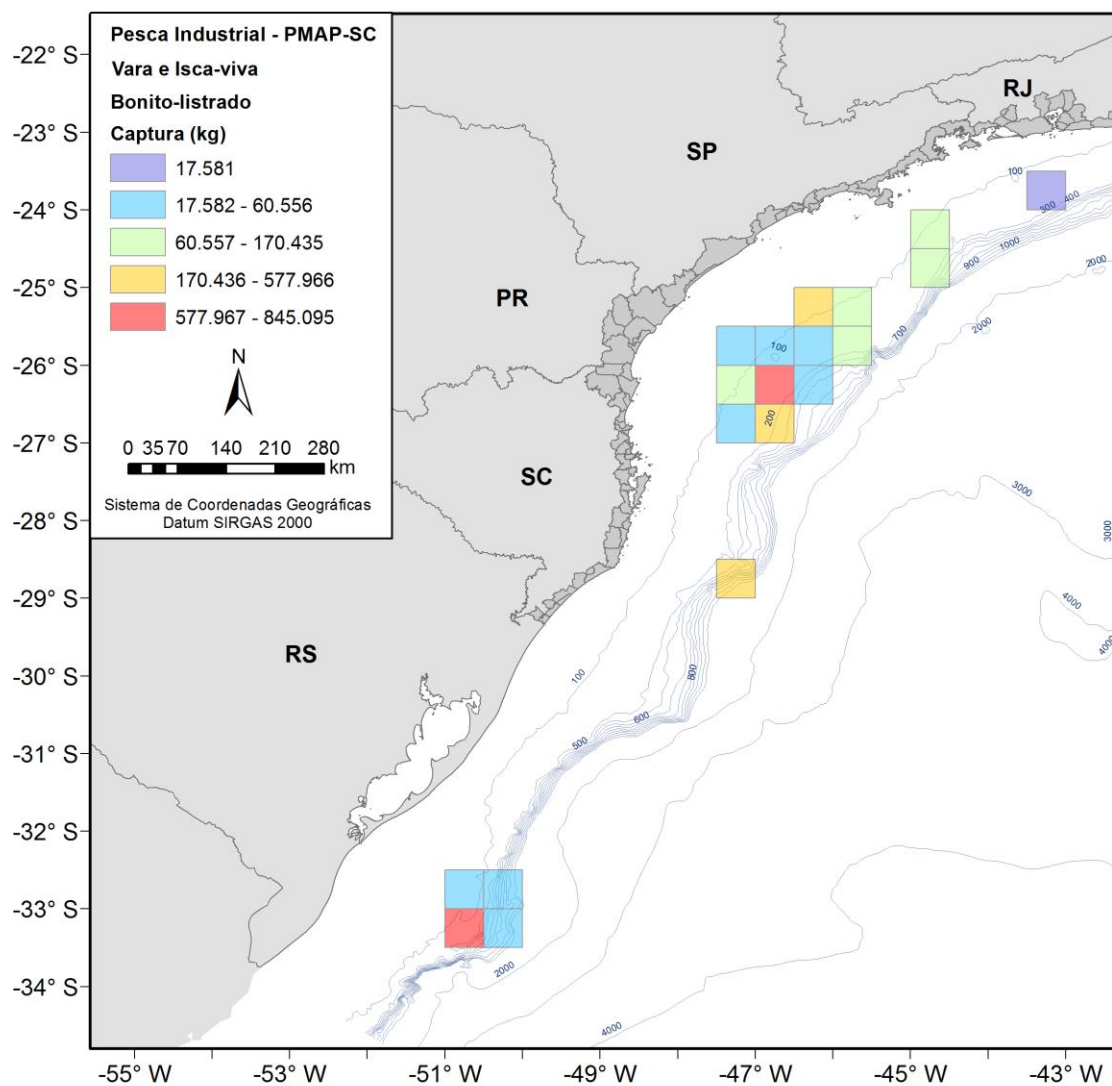 Pesca Industrial - PMAP-SC
Vara e Isca-viva
Bonito-listrado
Captura (kg)
17.581
17.582 - 60.556
60.557 - 170.435
170.436 - 577.966
577.967 - 845.095
N
0 35 70 140 210 280
km
Sistema de Coordenadas Geográficas
Datum SIRGAS 2000
RJ
SP
PR
SC
RS
100
300
400
1000
900
2000
2000
700
100
200
3000
3000
4000
4000
800
100
600
500
2000
4000
-22° S
-23° S
-24° S
-25° S
-26° S
-27° S
-28° S
-29° S
-30° S
-31° S
-32° S
-33° S
-34° S
-55° W
-53° W
-51° W
-49° W
-47° W
-45° W
-43° W